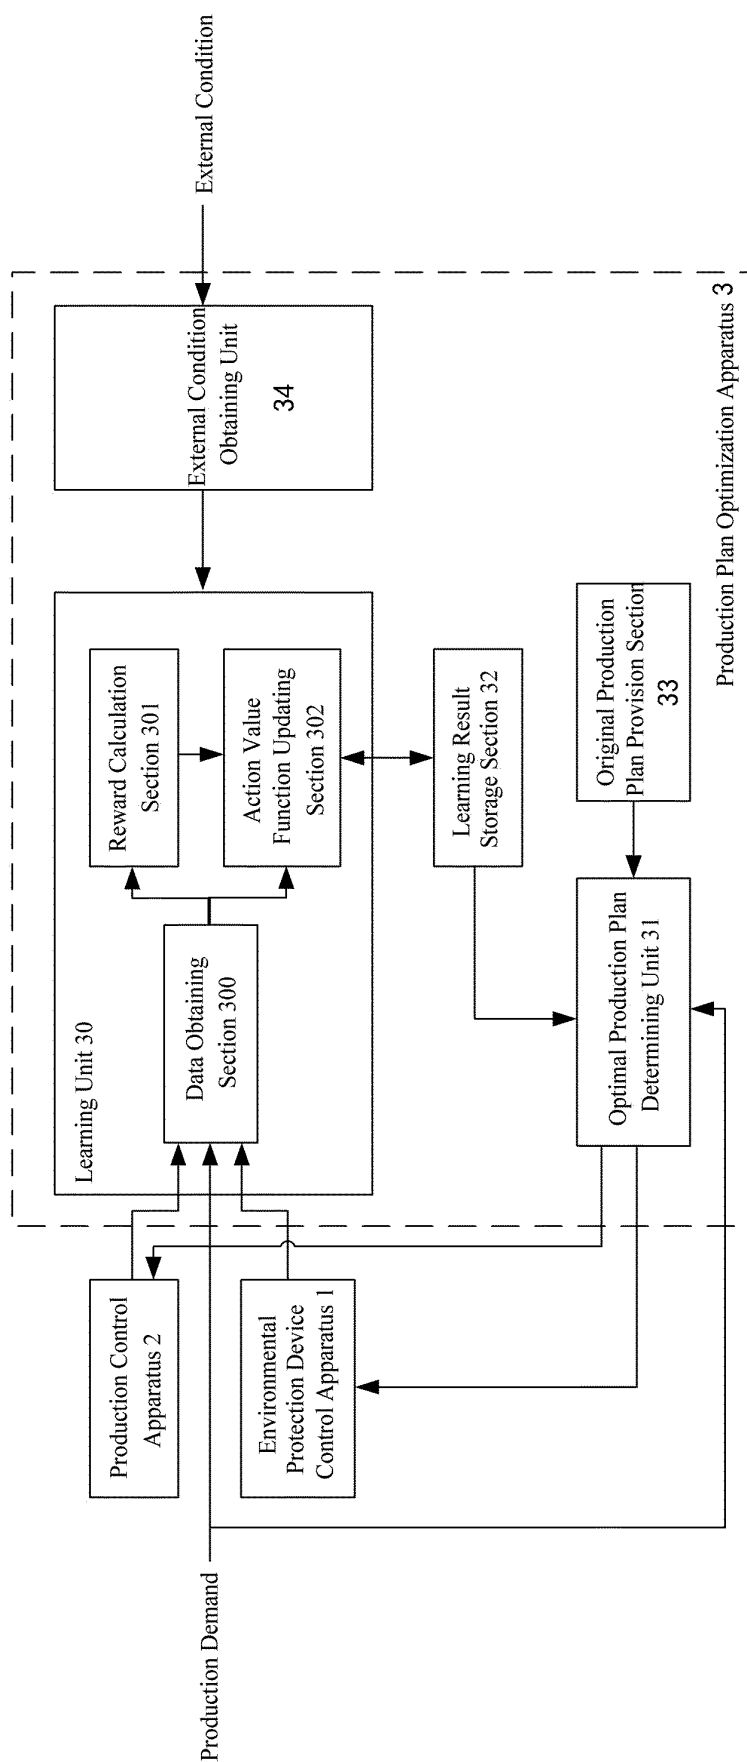 Production Demand
Production Control
Apparatus 2
Environmental
Protection Device
Control Apparatus 1
Learning Unit 30
Data Obtaining
Section 300
Reward Calculation
Section 301
Action Value
Function Updating
Section 302
External Condition
Obtaining Unit
34
External Condition
Learning Result
Storage Section 32
Optimal Production Plan
Determining Unit 31
Original Production
Plan Provision Section
33
Production Plan Optimization Apparatus 3